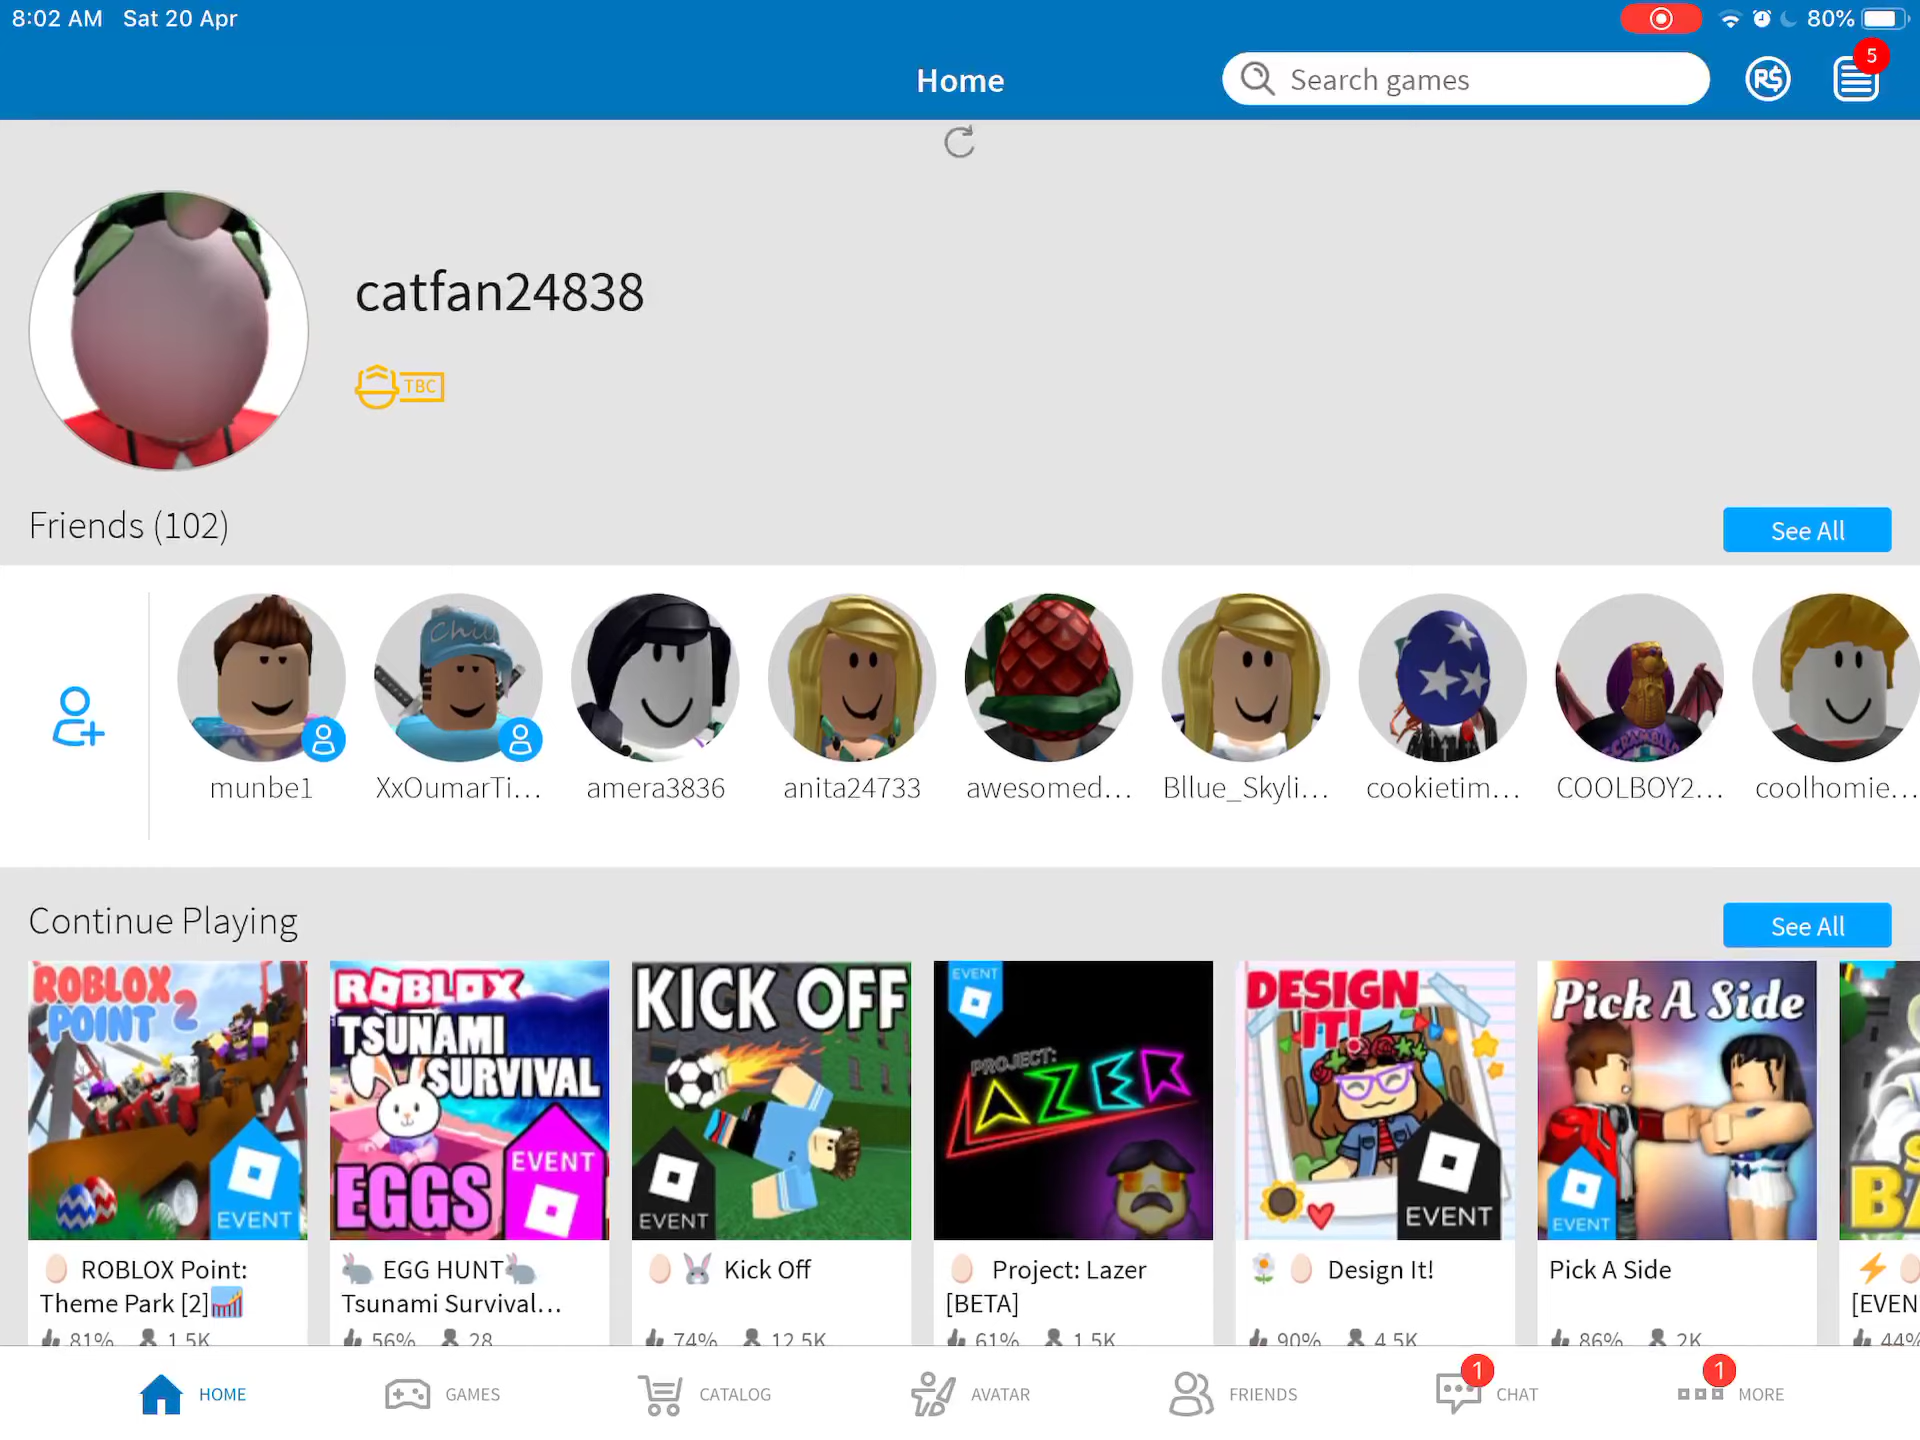 8:02 AM Sat 20 Apr
80%
Home
Search games
R$
5
catfan24838
TBC
Friends (102)
See All
Chill
munbe1
XxOumarTi...
amera3836
anita24733
awesomed...
Bllue_Skyli...
cookietim...
COOLBOY2...
coolhomie...
Continue Playing
See All
ROBLOX
POINT 2
EVENT
ROBLOX
TSUNAMI
SURVIVAL
EGGS
EVENT
KICK OFF
EVENT
EVENT
PROJECT:
LAZER
DESIGN
IT!
EVENT
Pick A Side
EVENT
ROBLOX Point:
Theme Park [2]
81% 1.5K
EGG HUNT
Tsunami Survival...
56% 28
Kick Off
74% 12.5K
Project: Lazer
[BETA]
61% 1.5K
Design It!
90% 4.5K
Pick A Side
86% 2K
[EVEN
44%
HOME
GAMES
CATALOG
AVATAR
FRIENDS
1
CHAT
1
MORE